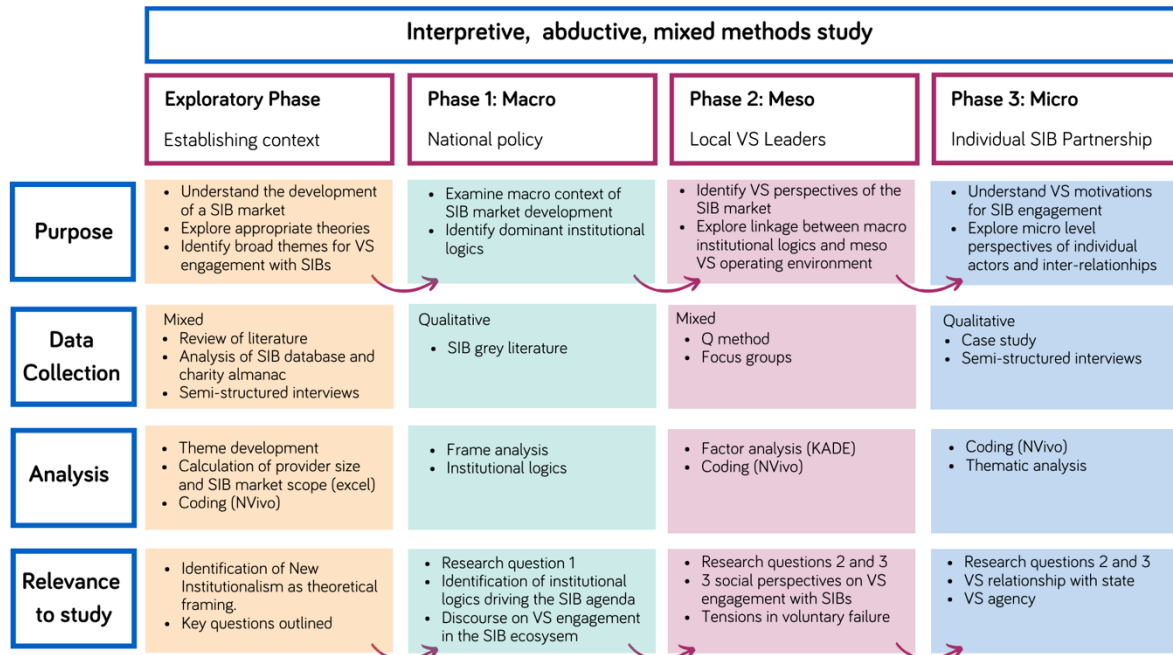 Interpretive, abductive, mixed methods study
Exploratory Phase
Establishing context
Phase 1: Macro
National policy
Phase 2: Meso
Local VS Leaders
Phase 3: Micro
Individual SIB Partnership
Purpose
• Understand the development
of a SIB market
• Explore appropriate theories
• Identify broad themes for VS
engagement with SIBs
• Examine macro context of
SIB market development
• Identify dominant institutional
logics
• Identify VS perspectives of the
SIB market
• Explore linkage between macro
institutional logics and meso
VS operating environment
• Understand VS motivations
for SIB engagement
• Explore micro level
perspectives of individual
actors and inter-relationships
Data
Collection
Mixed
• Review of literature
• Analysis of SIB database and
charity almanac
• Semi-structured interviews
Qualitative
• SIB grey literature
Mixed
• Q method
• Focus groups
Qualitative
• Case study
• Semi-structured interviews
Analysis
• Theme development
• Calculation of provider size
and SIB market scope (excel)
• Coding (NVivo)
• Frame analysis
• Institutional logics
• Factor analysis (KADE)
• Coding (NVivo)
• Coding (NVivo)
• Thematic analysis
Relevance
to study
• Identification of New
Institutionalism as theoretical
framing.
• Key questions outlined
• Research question 1
• Identification of institutional
logics driving the SIB agenda
• Discourse on VS engagement
in the SIB ecosysem
• Research questions 2 and 3
• 3 social perspectives on VS
engagement with SIBs
• Tensions in voluntary failure
• Research questions 2 and 3
• VS relationship with state
• VS agency